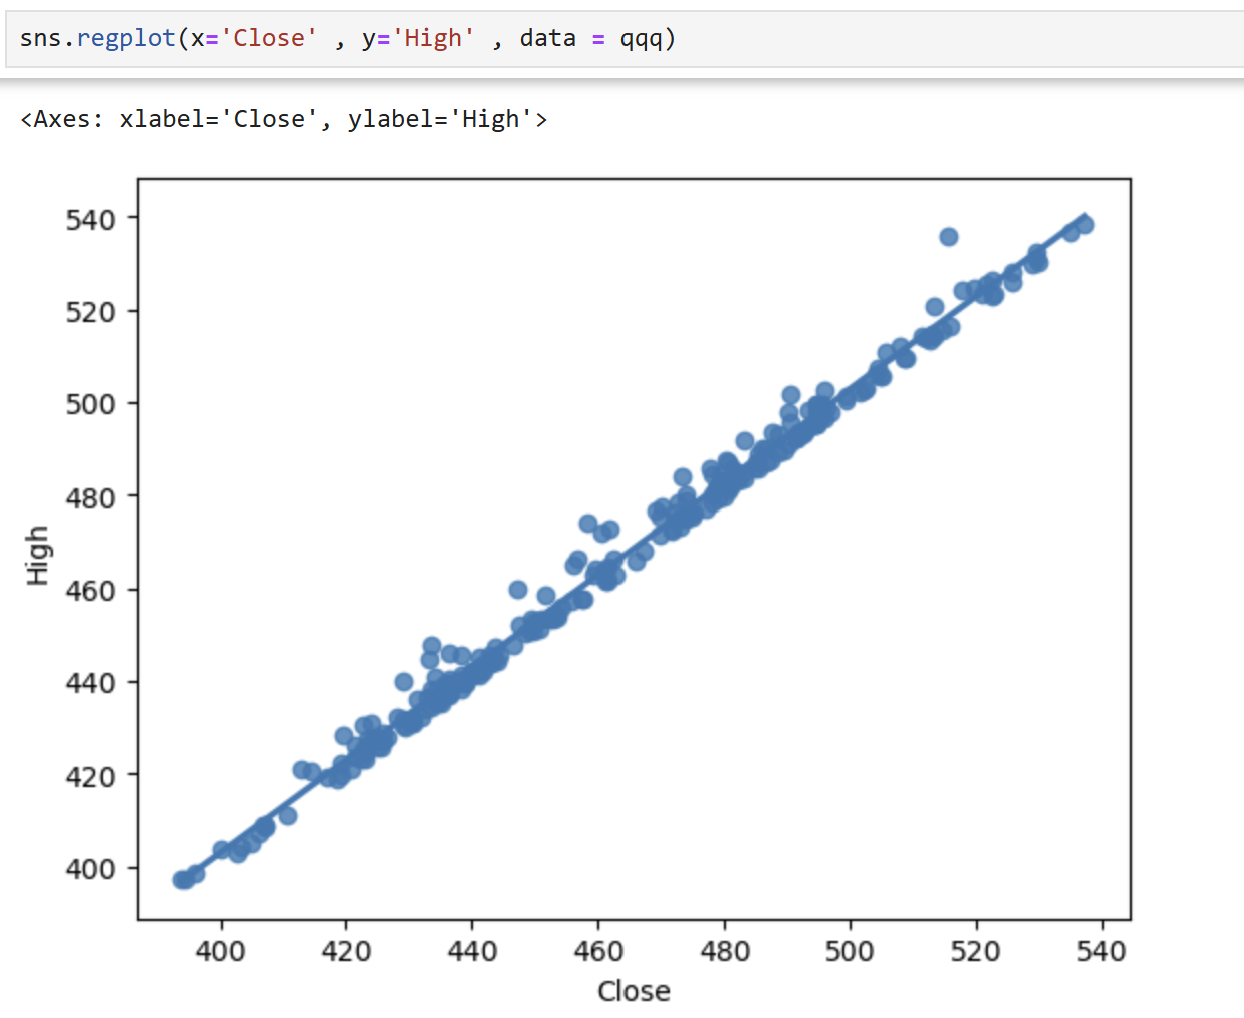 sns.regplot(x='Close' , y='High' , data = qqq)
<Axes: xlabel='Close', ylabel='High'>
540
520
500
480
460
440
420
400
High
400 420 440 460 480 500 520 540
Close